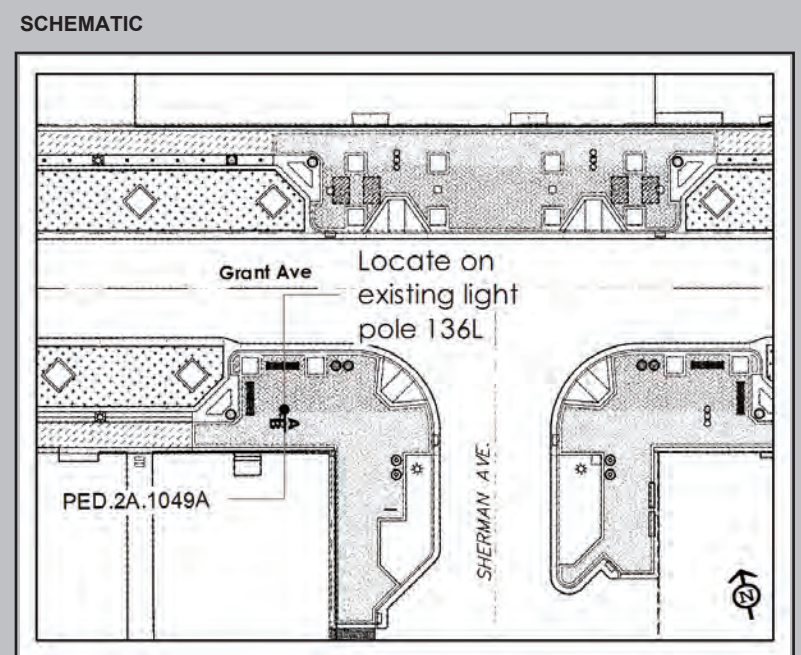 SCHEMATIC
Grant Ave
Locate on
existing light
pole 136L
A
B
PED.2A.1049A
SHERMAN AVE.
N